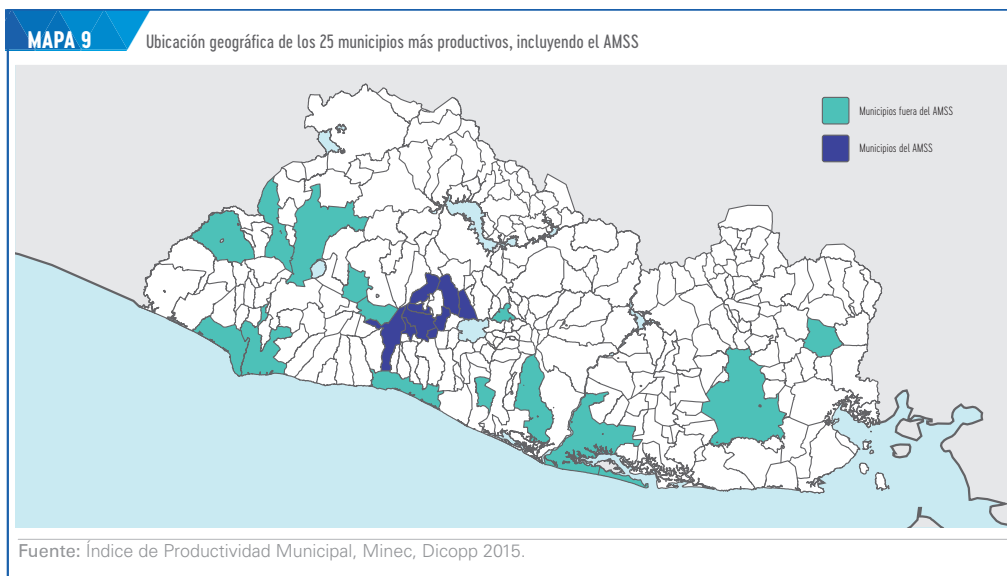 MAPA 9
Ubicación geográfica de los 25 municipios más productivos, incluyendo el AMSS
Municipios fuera del AMSS
Municipios del AMSS
Fuente: Índice de Productividad Municipal, Minec, Dicopp 2015.